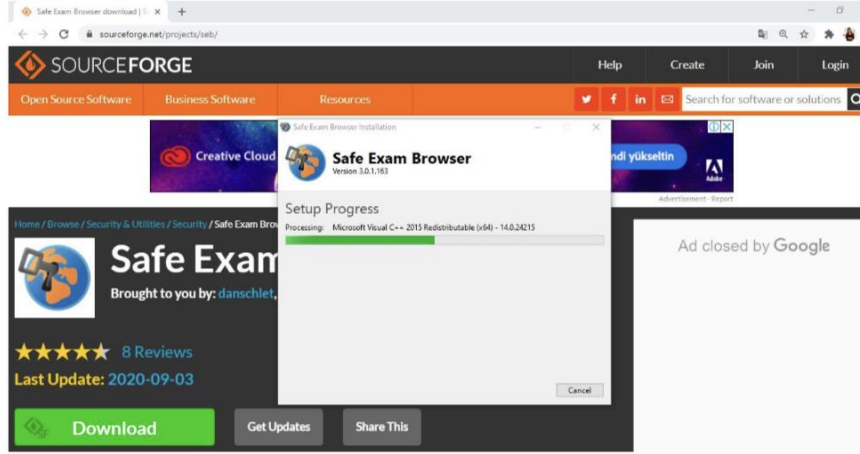 Safe Exam Browser download | S
sourceforge.net/projects/seb/
SOURCEFORGE
Help Create Join Login
Open Source Software Business Software Resources
Search for software or solutions
Safe Exam Browser Installation
Creative Cloud
Safe Exam Browser
Version 3.0.1.163
ndi yükseltin
Adobe
Advertisement - Report
Setup Progress
Home / Browse / Security & Utilities / Security / Safe Exam Brow
Processing: Microsoft Visual C++ 2015 Redistributable (x64) - 14.0.24215
Ad closed by Google
Safe Exam
Brought to you by: danschlet,
8 Reviews
Last Update: 2020-09-03
Cancel
Download
Get Updates
Share This